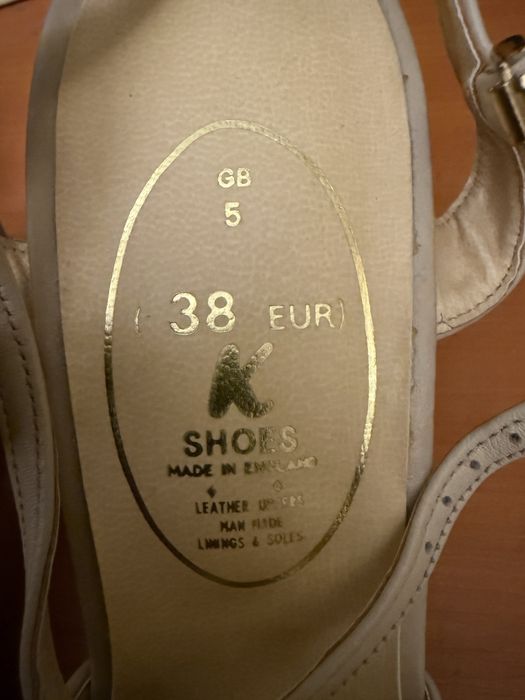 GB
5
( 38 EUR)
K
SHOES
MADE IN ENGLAND
LEATHER UPPERS
MAN MADE
LININGS & SOLES